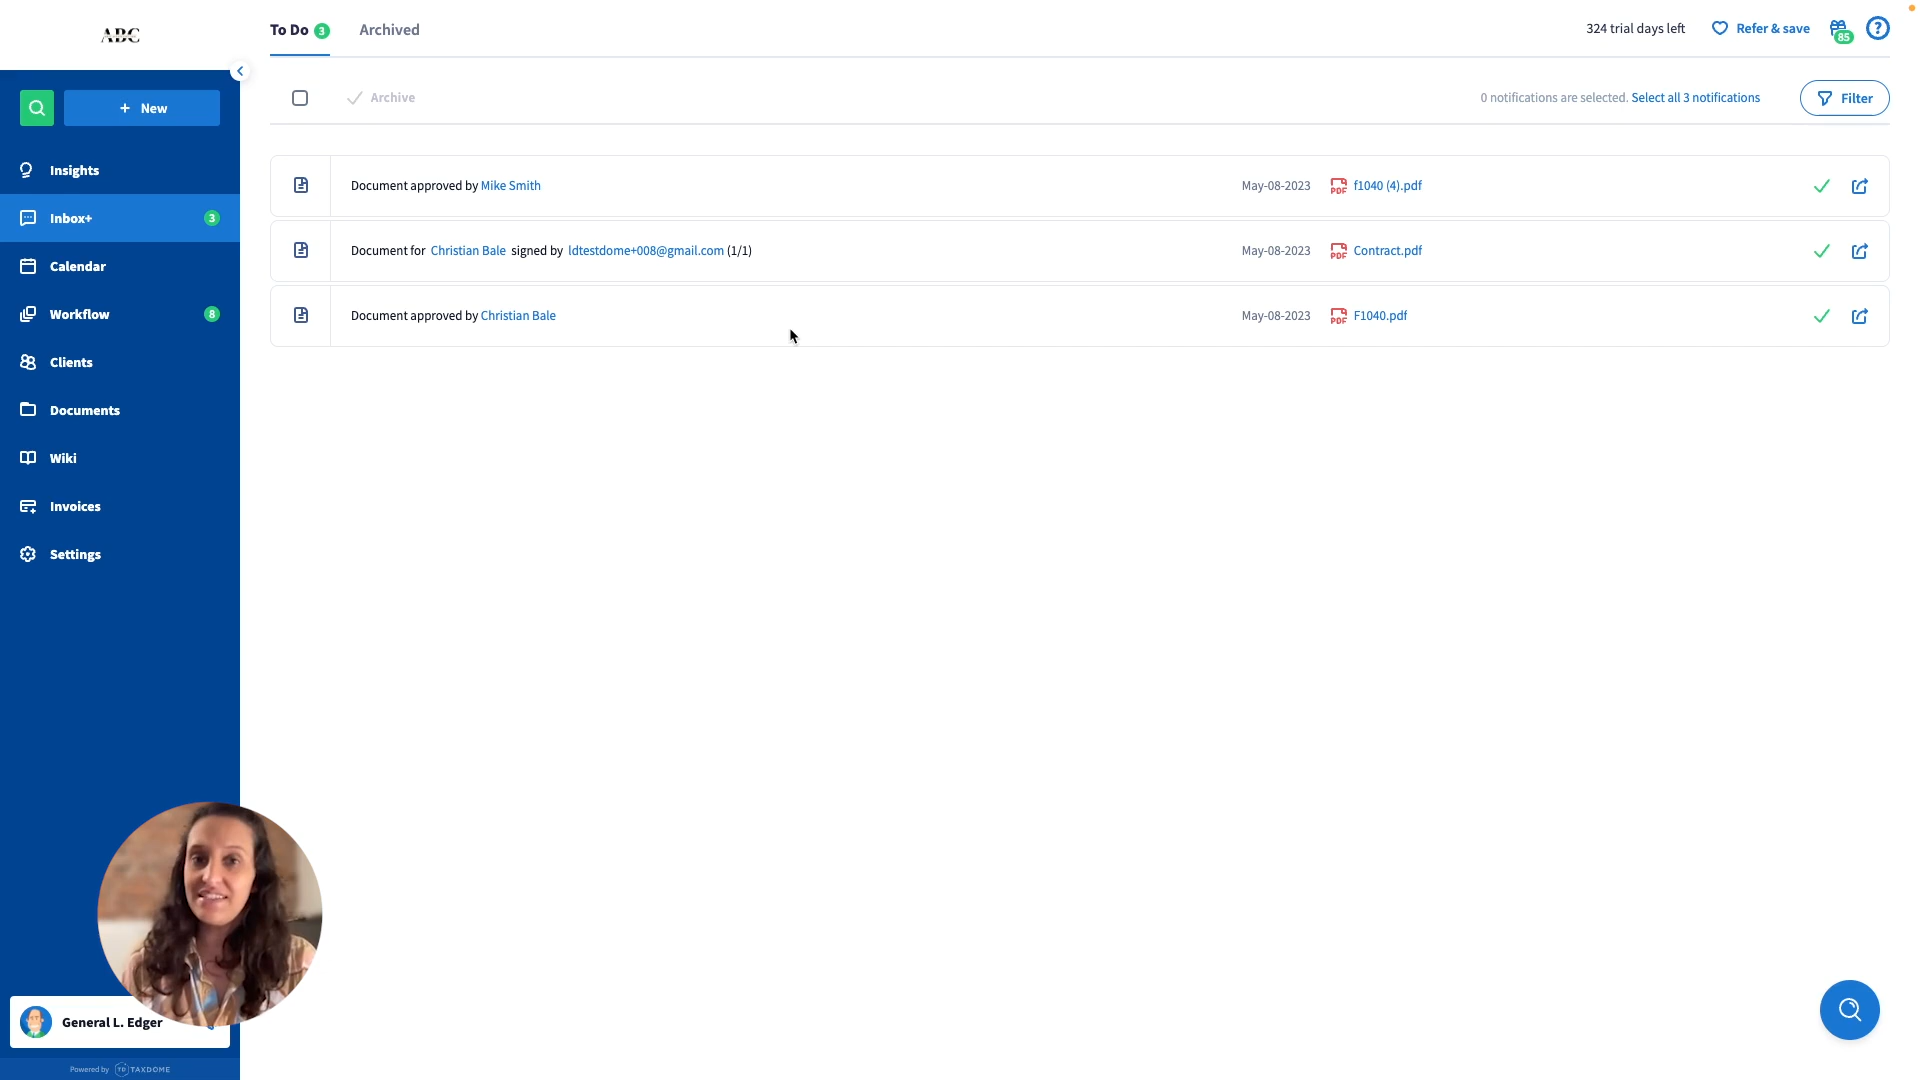 ABC
To Do 3 Archived
324 trial days left Refer & save 85 ?
New
Archive
0 notifications are selected. Select all 3 notifications
Filter
Insights
Inbox+ 3
Calendar
Workflow 8
Clients
Documents
Wiki
Invoices
Settings
Document approved by Mike Smith May-08-2023 PDF f1040 (4).pdf
Document for Christian Bale signed by ldtestdome+008@gmail.com (1/1) May-08-2023 PDF Contract.pdf
Document approved by Christian Bale May-08-2023 PDF F1040.pdf
General L. Edger
Powered by TD TAXDOME